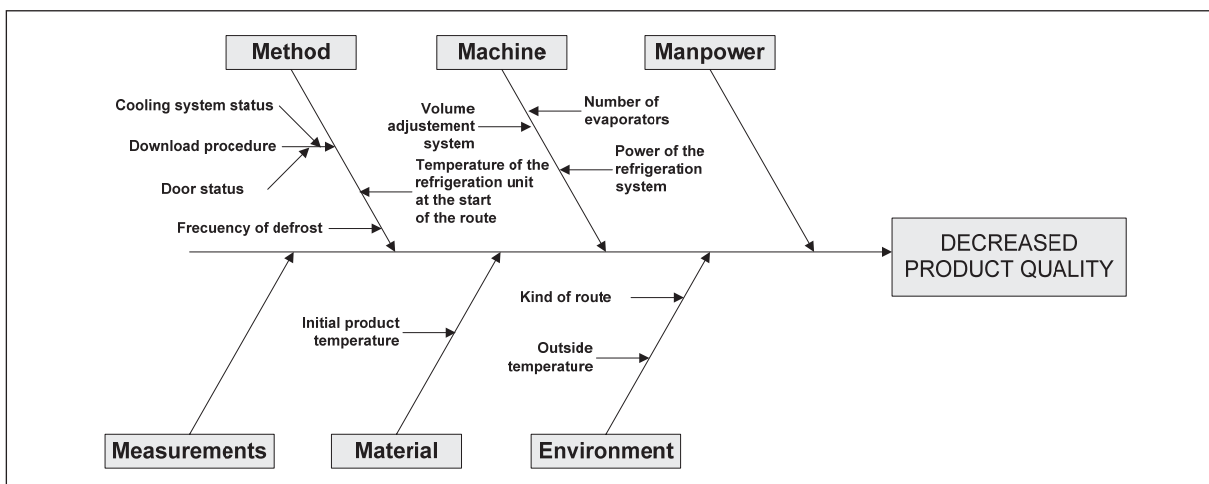 Method
Machine
Manpower
Cooling system status
Download procedure
Door status
Temperature of the
refrigeration unit
at the start
of the route
Frecuency of defrost
Volume
adjustement
system
Number of
evaporators
Power of the
refrigeration
system
DECREASED
PRODUCT QUALITY
Initial product
temperature
Kind of route
Outside
temperature
Measurements
Material
Environment